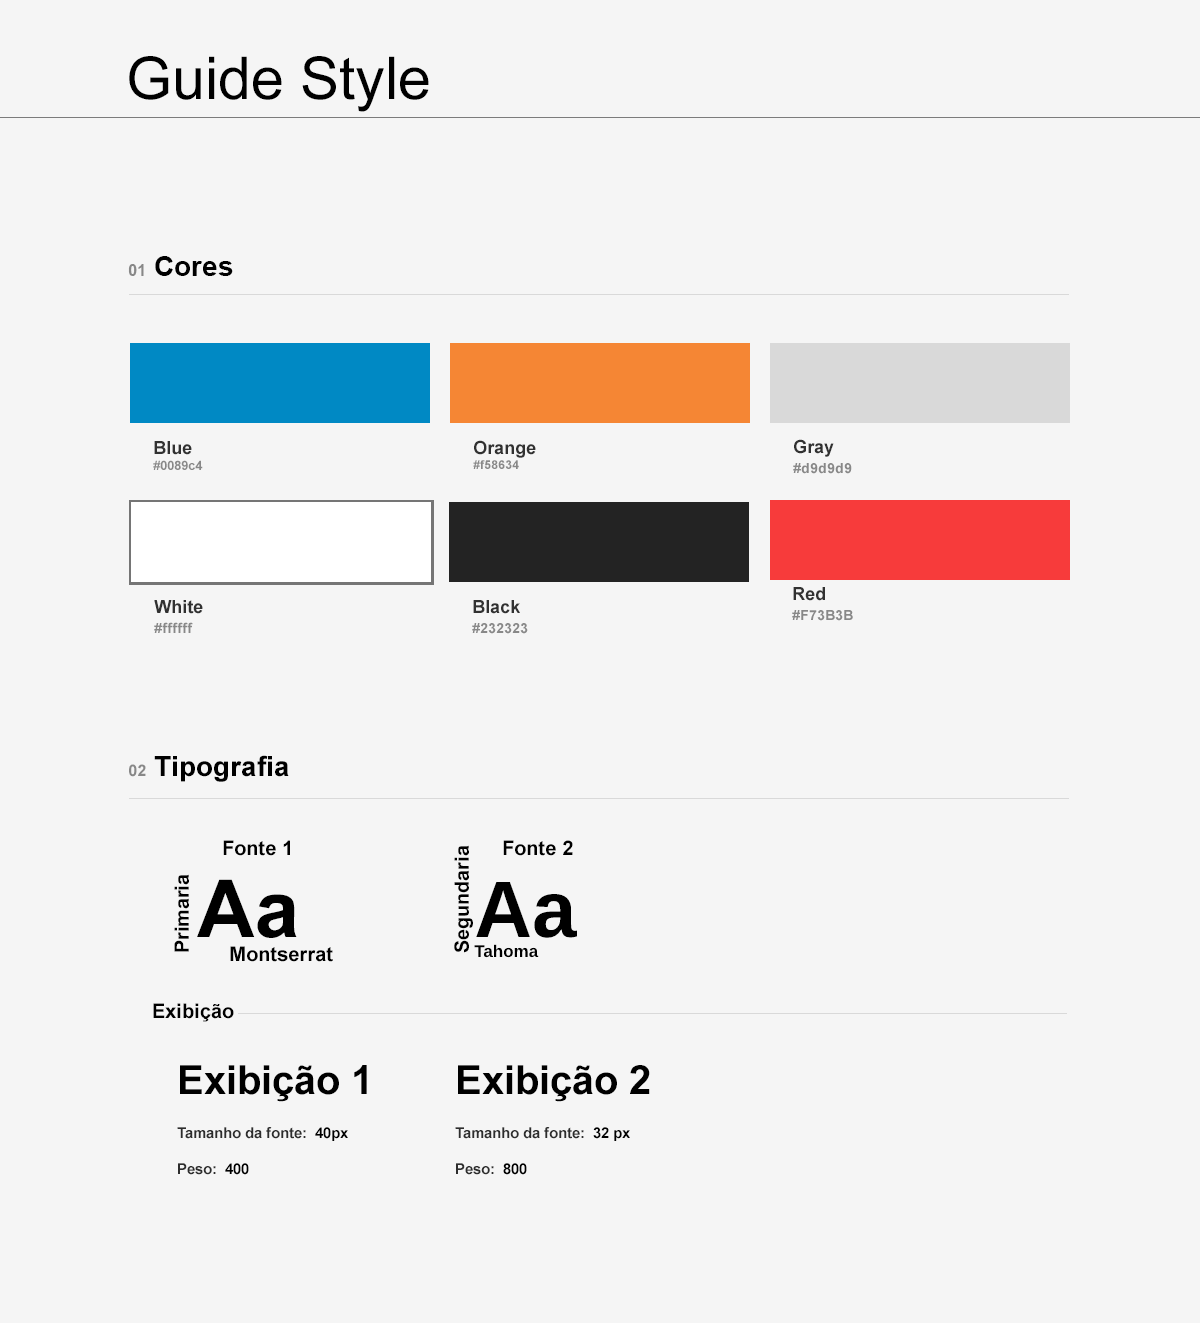 Guide Style
01 Cores
Blue
#0089c4
Orange
#f58634
Gray
#d9d9d9
White
#ffffff
Black
#232323
Red
#F73B3B
02 Tipografia
Fonte 1
Primaria
Aa
Montserrat
Fonte 2
Segundaria
Aa
Tahoma
Exibição
Exibição 1
Tamanho da fonte: 40px
Peso: 400
Exibição 2
Tamanho da fonte: 32 px
Peso: 800